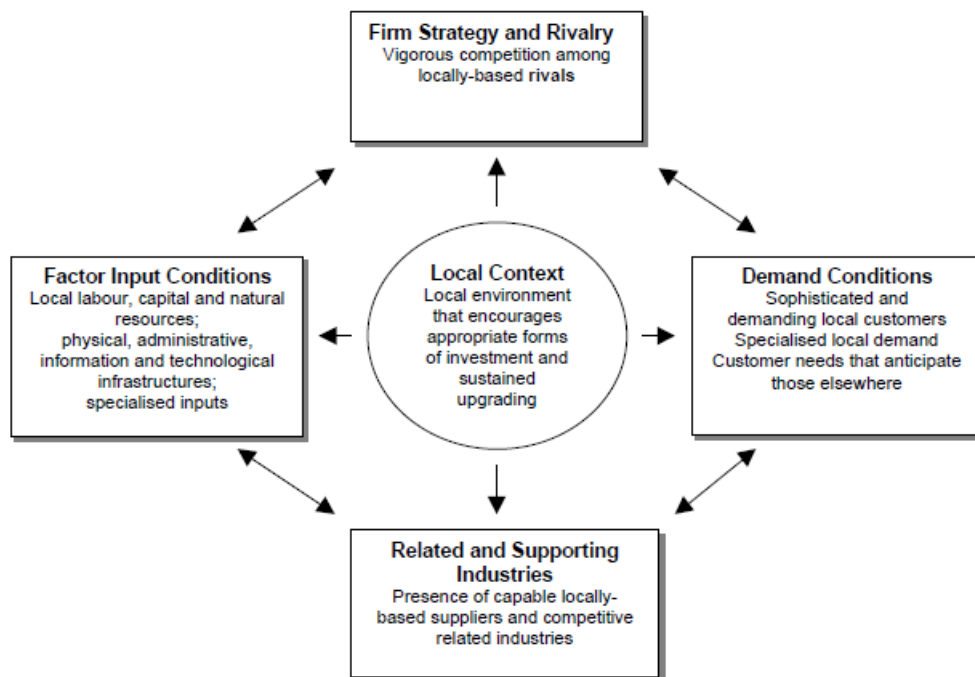 Firm Strategy and Rivalry
Vigorous competition among
locally-based rivals
Factor Input Conditions
Local labour, capital and natural
resources;
physical, administrative,
information and technological
infrastructures;
specialised inputs
Local Context
Local environment
that encourages
appropriate forms
of investment and
sustained
upgrading
Demand Conditions
Sophisticated and
demanding local customers
Specialised local demand
Customer needs that anticipate
those elsewhere
Related and Supporting
Industries
Presence of capable locally-
based suppliers and competitive
related industries